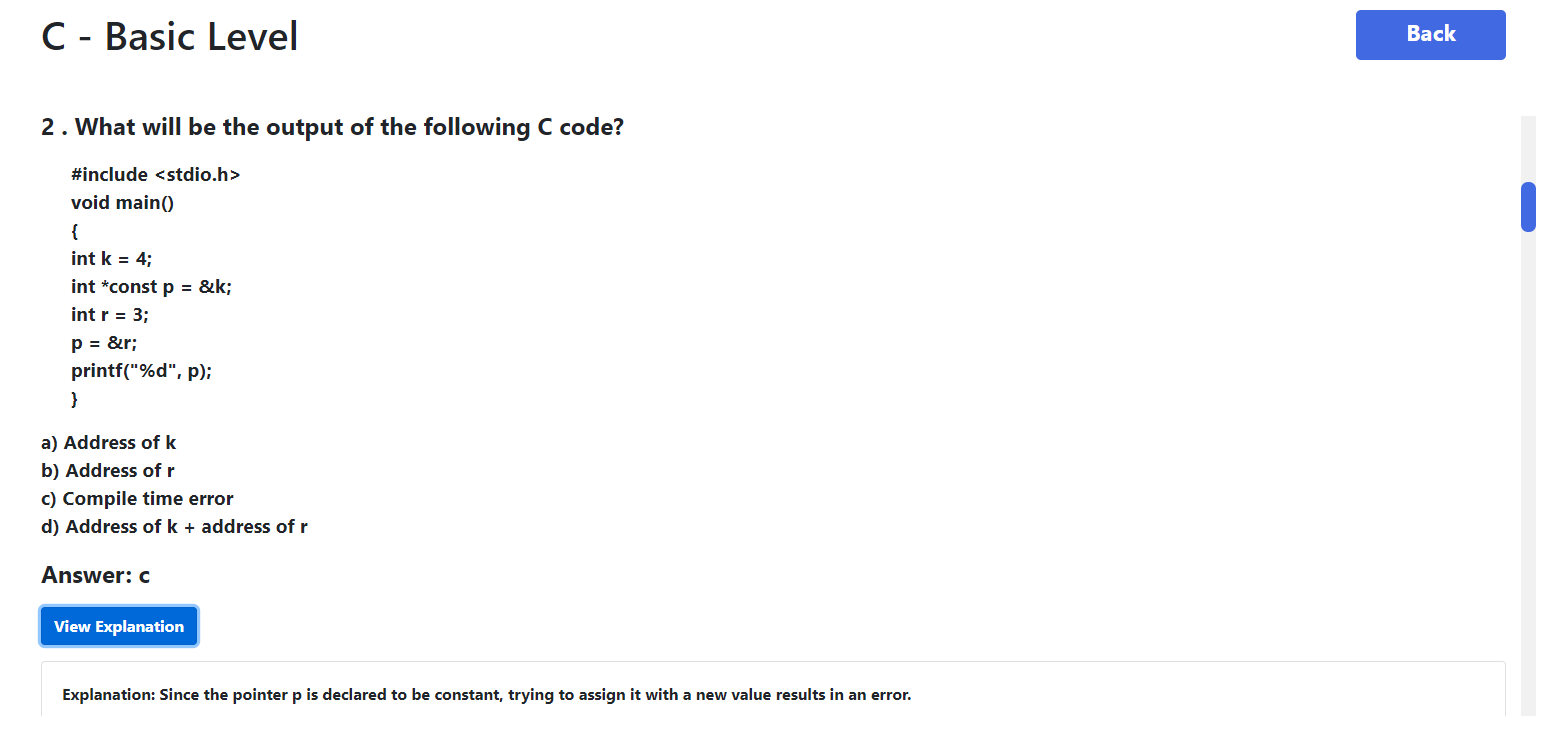 C - Basic Level
Back
2 . What will be the output of the following C code?
#include <stdio.h>
void main()
{
int k = 4;
int *const p = &k;
int r = 3;
p = &r;
printf("%d", p);
}
a) Address of k
b) Address of r
c) Compile time error
d) Address of k + address of r
Answer: c
View Explanation
Explanation: Since the pointer p is declared to be constant, trying to assign it with a new value results in an error.